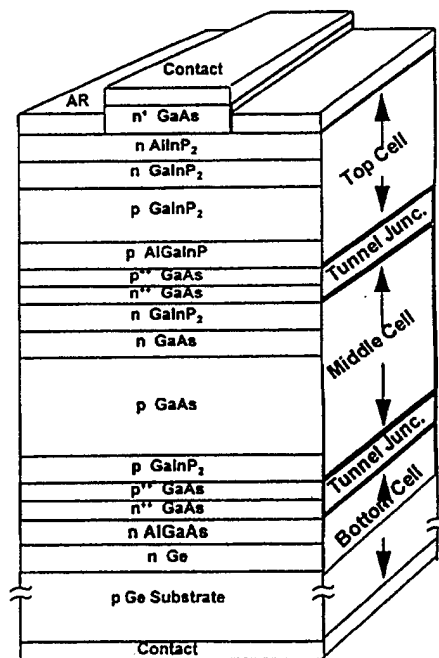 Contact
AR
n⁺ GaAs
n AlInP₂
n GaInP₂
p GaInP₂
p AlGaInP
p⁺⁺ GaAs
n⁺⁺ GaAs
n GaInP₂
n GaAs
p GaAs
p GaInP₂
p⁺⁺ GaAs
n⁺⁺ GaAs
n AlGaAs
n Ge
p Ge Substrate
Contact
Top Cell
Tunnel Junc.
Middle Cell
Tunnel Junc.
Bottom Cell